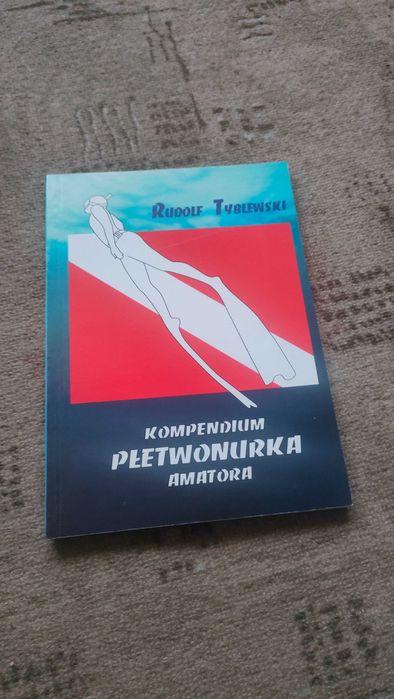 RUDOLF TYBLEWSKI
KOMPENDIUM
PŁETWONURKA
AMATORA